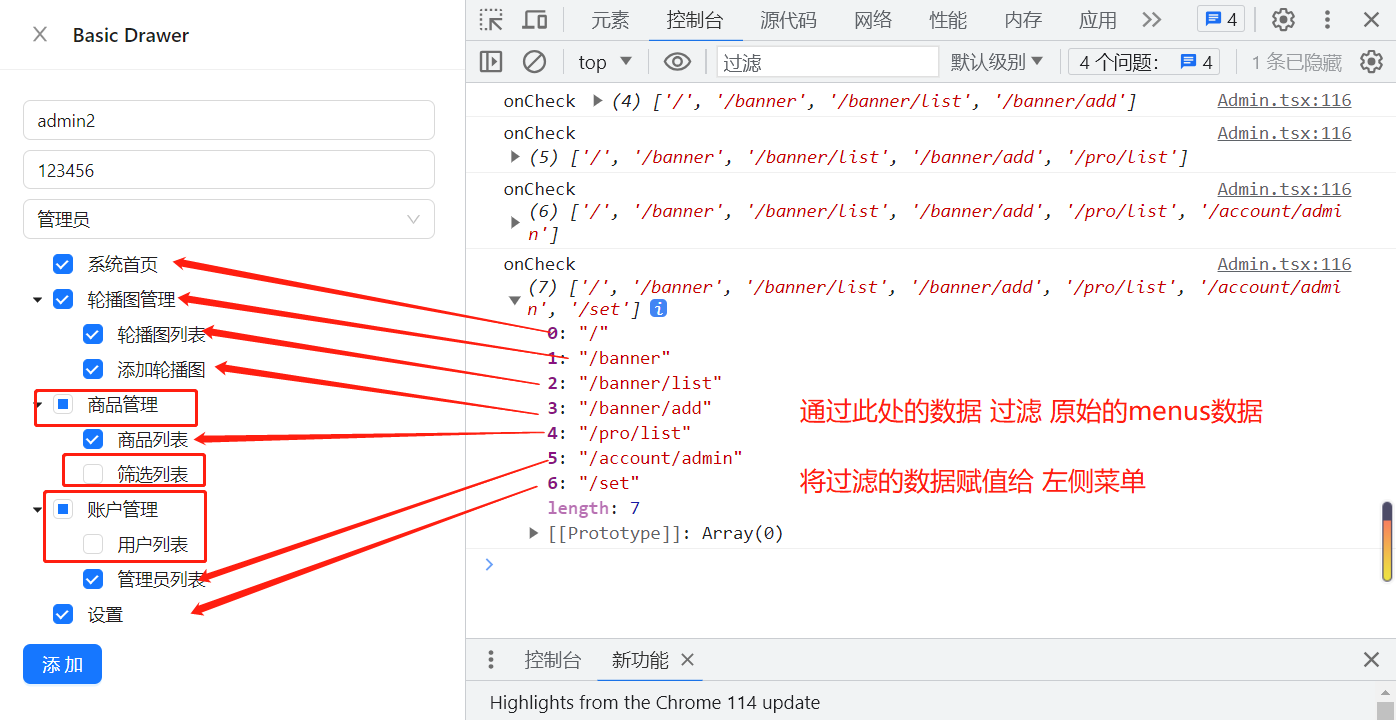 Basic Drawer
admin2
123456
管理员
系统首页
轮播图管理
轮播图列表
添加轮播图
商品管理
商品列表
筛选列表
账户管理
用户列表
管理员列表
设置
添加
元素 控制台 源代码 网络 性能 内存 应用 4
top 过滤 默认级别 4 个问题: 4 1 条已隐藏
onCheck (4) ['/', '/banner', '/banner/list', '/banner/add'] Admin.tsx:116
onCheck Admin.tsx:116
(5) ['/', '/banner', '/banner/list', '/banner/add', '/pro/list']
onCheck Admin.tsx:116
(6) ['/', '/banner', '/banner/list', '/banner/add', '/pro/list', '/account/admi
n']
onCheck Admin.tsx:116
(7) ['/', '/banner', '/banner/list', '/banner/add', '/pro/list', '/account/admi
n', '/set'] i
0: "/"
1: "/banner"
2: "/banner/list"
3: "/banner/add"
4: "/pro/list"
5: "/account/admin"
6: "/set"
length: 7
[[Prototype]]: Array(0)
通过此处的数据 过滤 原始的menus数据
将过滤的数据赋值给 左侧菜单
控制台 新功能
Highlights from the Chrome 114 update